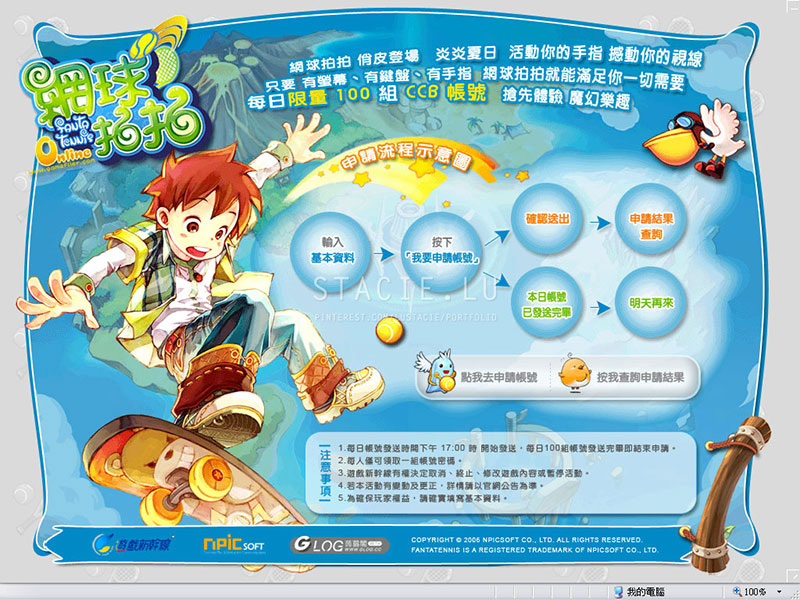 網球拍拍
Fanta Tennis
Online
網球拍拍 俏皮登場 炎炎夏日 活動你的手指 撼動你的視線
只要 有螢幕、有鍵盤、有手指 網球拍拍就能滿足你一切需要
每日限量 100 組 CCB 帳號 搶先體驗 魔幻樂趣
申請流程示意圖
輸入
基本資料
按下
「我要申請帳號」
確認送出
申請結果
查詢
本日帳號
已發送完畢
明天再來
STACIE.LU
點我去申請帳號
按我查詢申請結果
注意事項
1.每日帳號發送時間下午 17:00 時 開始發送，每日100組帳號發送完畢即結束申請。
2.每人僅可領取一組帳號密碼。
3.遊戲新幹線有權決定取消、終止、修改遊戲內容或暫停活動。
4.若本活動有變動及更正，詳情請以官網公告為準。
5.為確保玩家權益，請確實填寫基本資料。
遊戲新幹線
nPIC SOFT
GLOG
WWW.GLOG.CC
COPYRIGHT © 2006 NPICSOFT CO., LTD. ALL RIGHTS RESERVED.
FANTATENNIS IS A REGISTERED TRADEMARK OF NPICSOFT CO., LTD.
我的電腦
100%